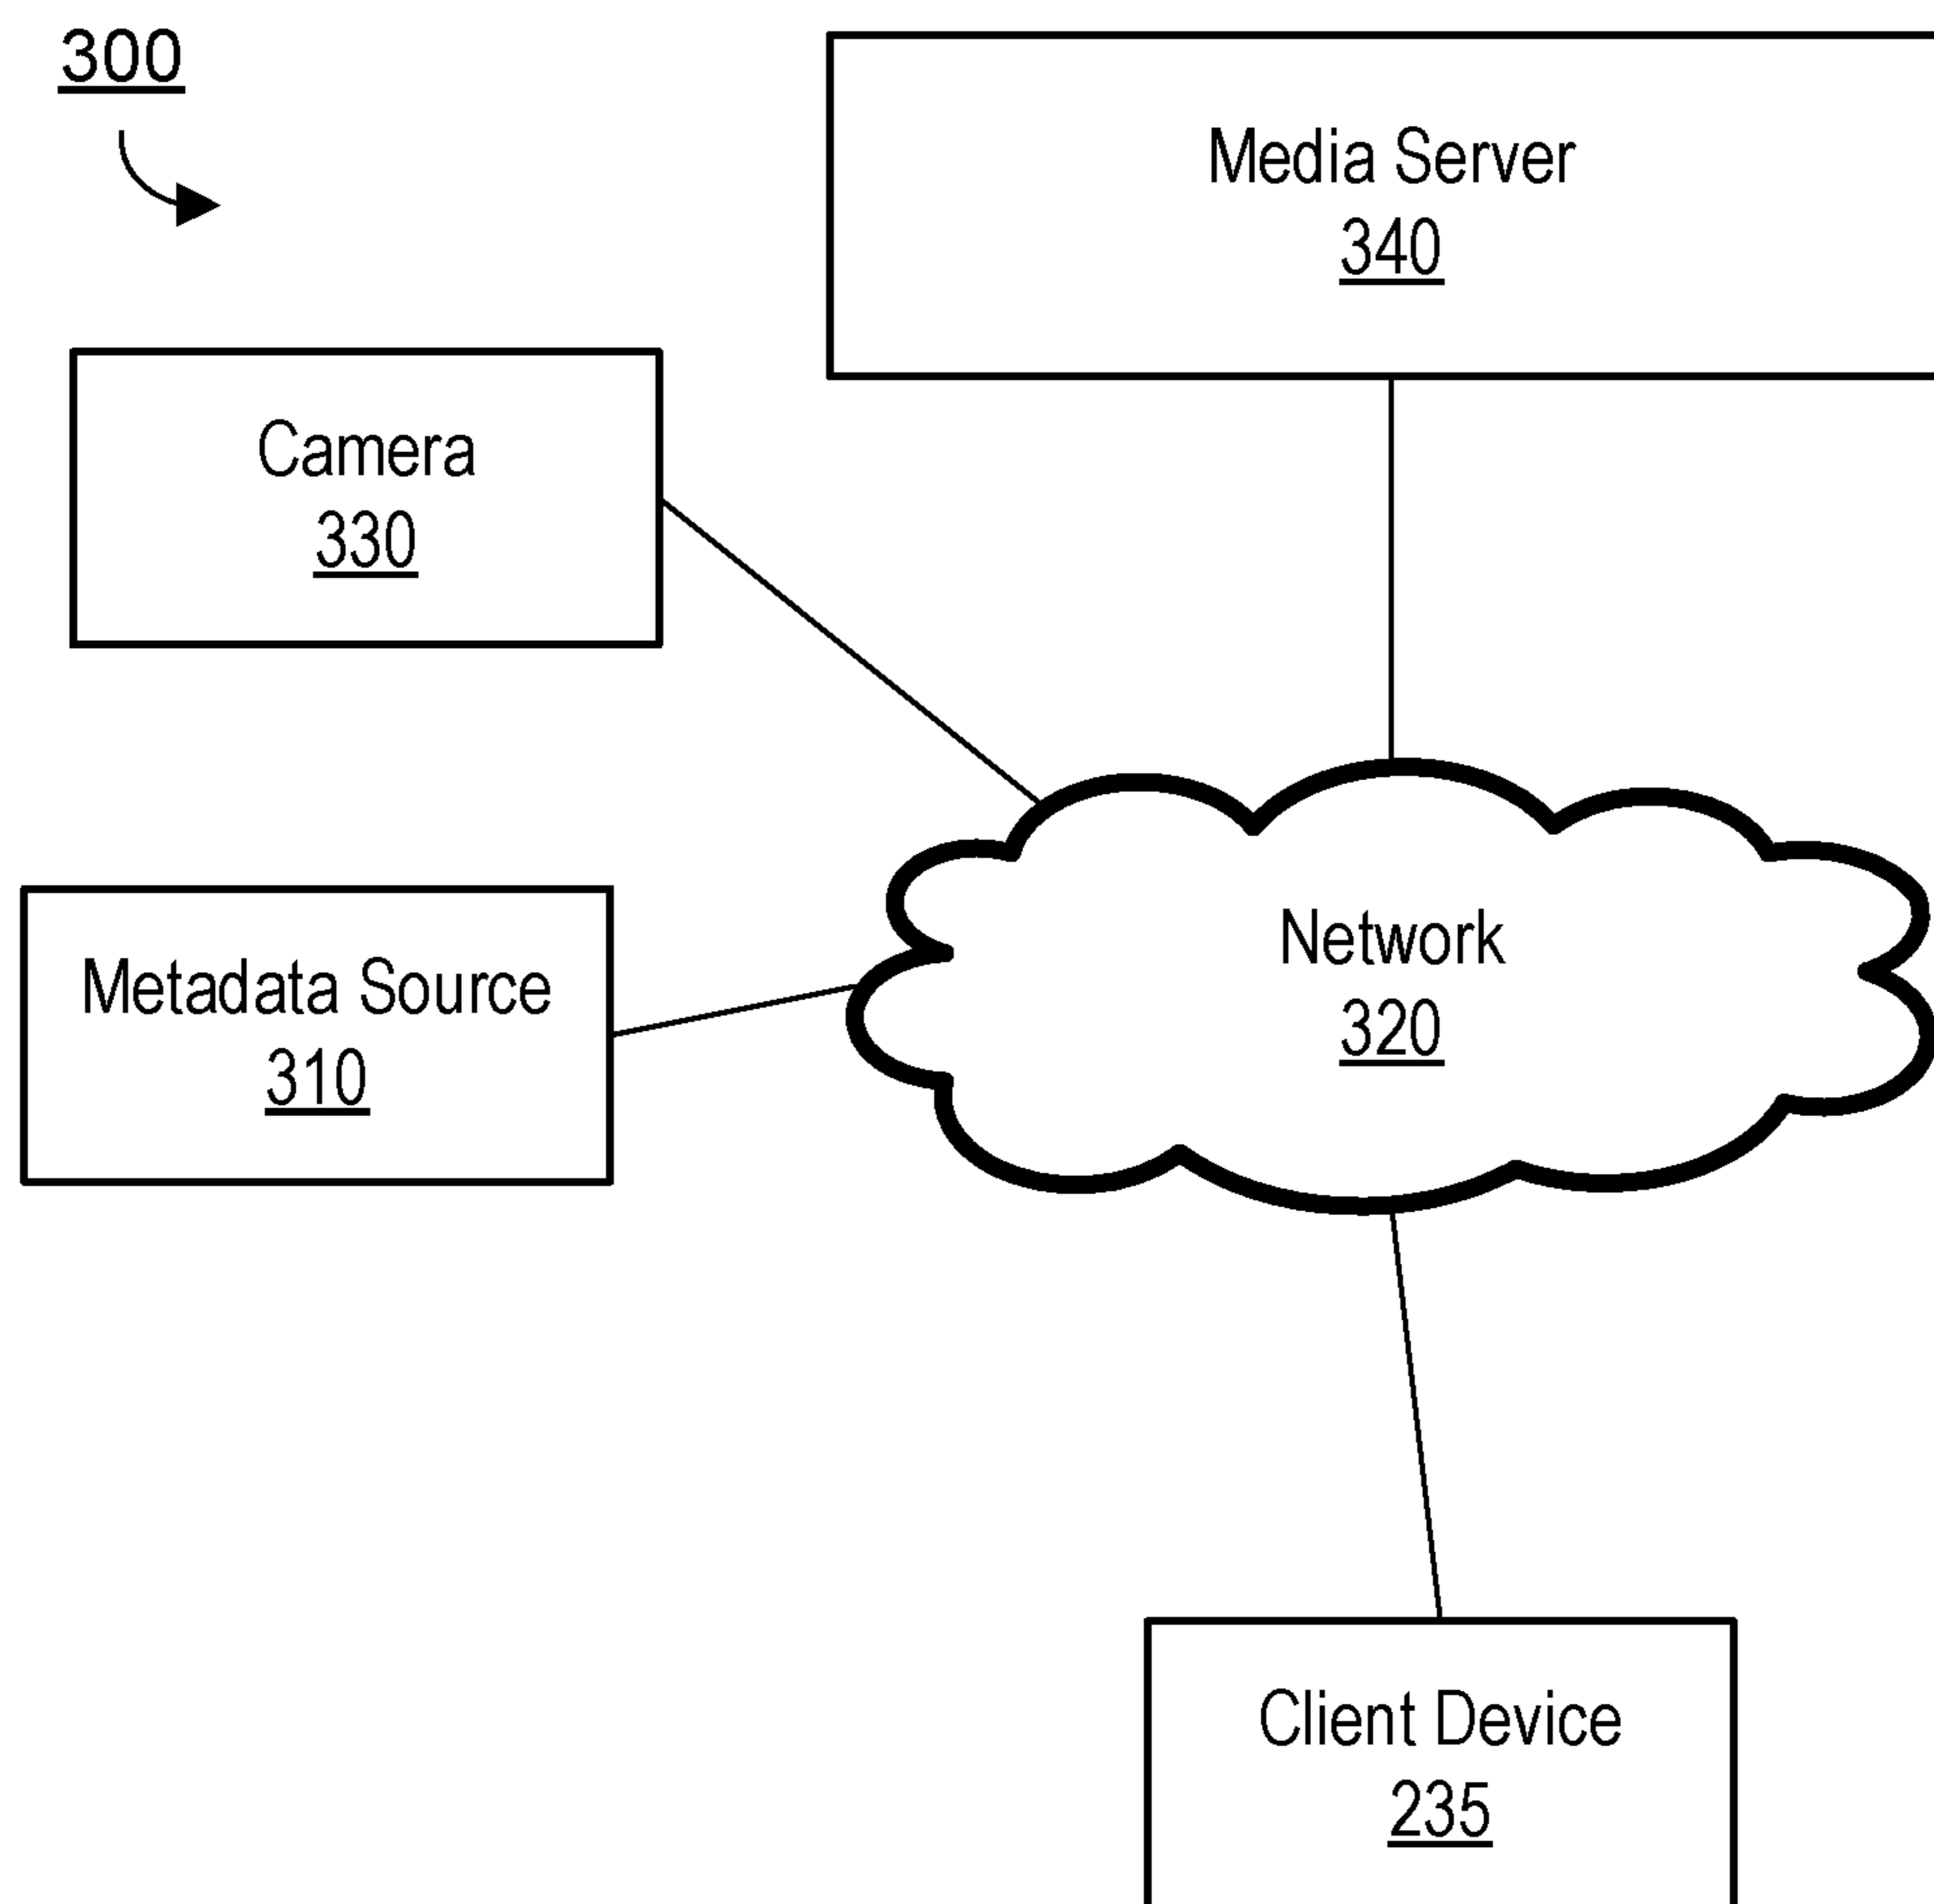 300
Media Server
340
Camera
330
Network
320
Metadata Source
310
Client Device
235